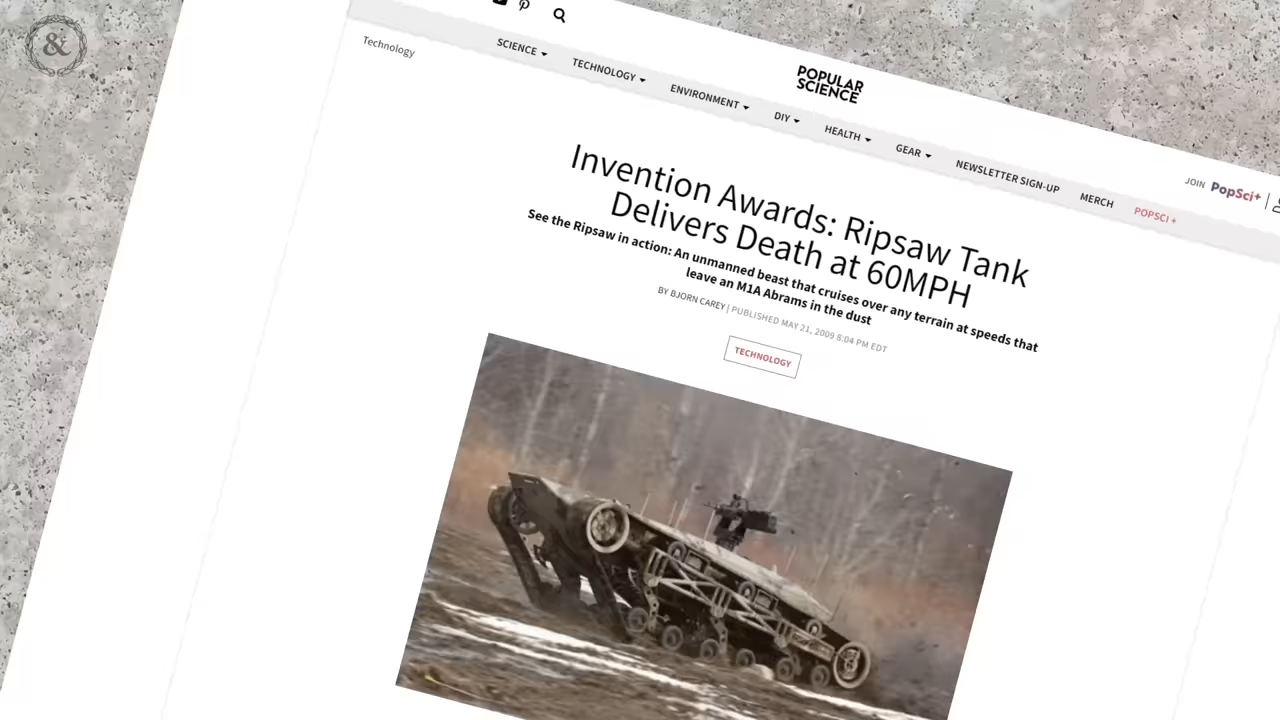 &
Technology
SCIENCE
TECHNOLOGY
ENVIRONMENT
DIY
HEALTH
GEAR
NEWSLETTER SIGN-UP
MERCH
POPSCI +
POPULAR
SCIENCE
JOIN PopSci+
Invention Awards: Ripsaw Tank
Delivers Death at 60MPH
See the Ripsaw in action: An unmanned beast that cruises over any terrain at speeds that
leave an M1A Abrams in the dust
BY BJORN CAREY | PUBLISHED MAY 21, 2009 8:04 PM EDT
TECHNOLOGY